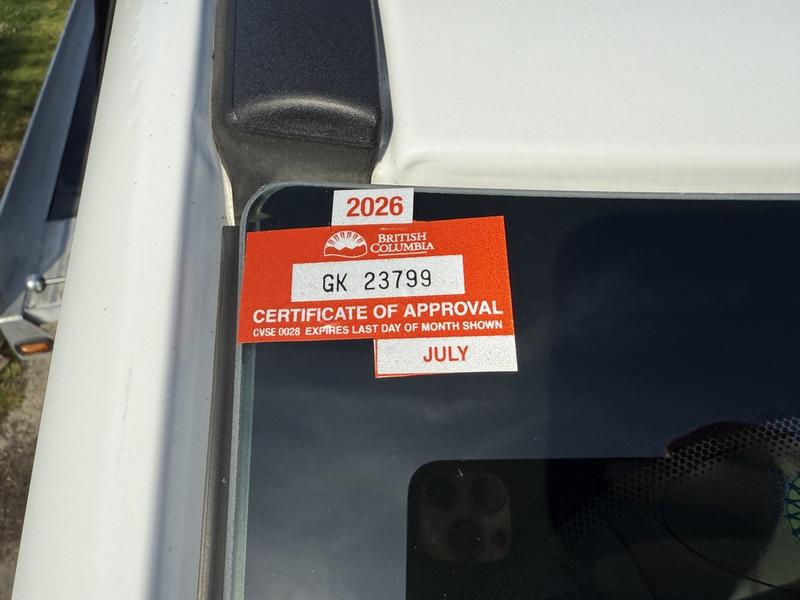 2026
BRITISH
COLUMBIA
GK 23799
CERTIFICATE OF APPROVAL
CVSE 0028 EXPIRES LAST DAY OF MONTH SHOWN
JULY